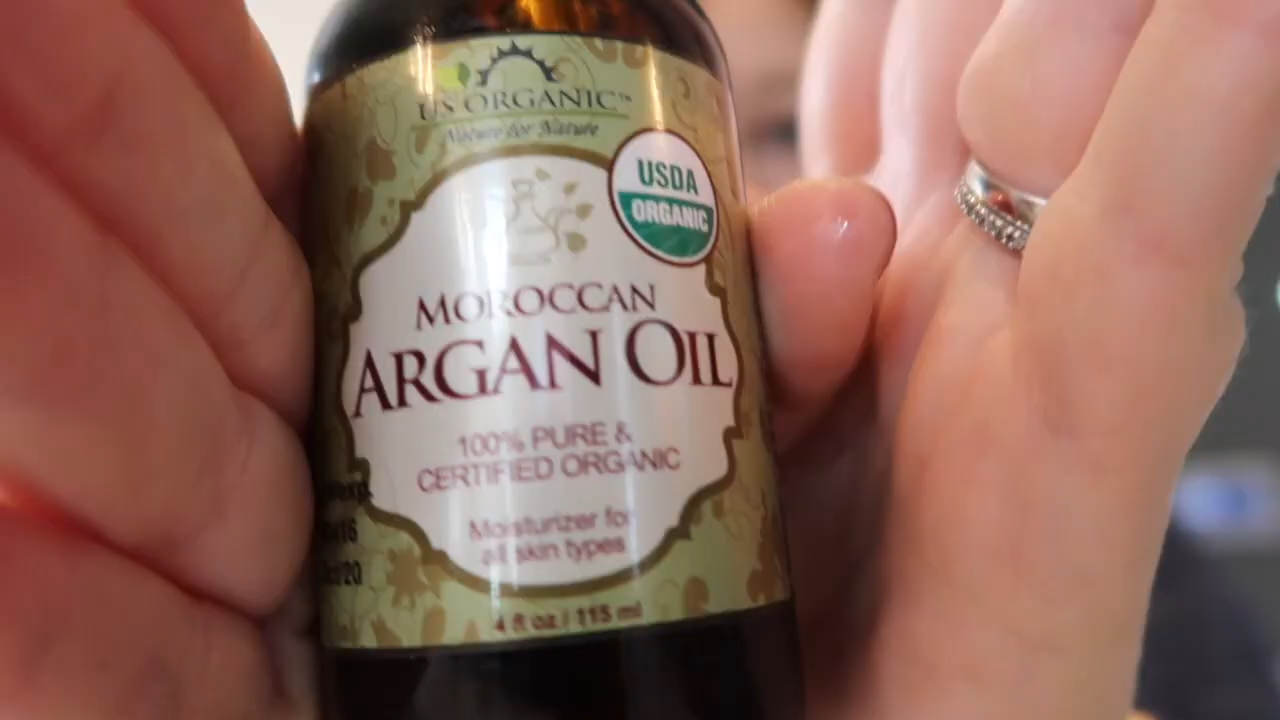 US ORGANIC™
Nature for Nature
USDA
ORGANIC
MOROCCAN
ARGAN OIL
100% PURE &
CERTIFIED ORGANIC
Moisturizer for
all skin types
4 fl oz / 115 ml